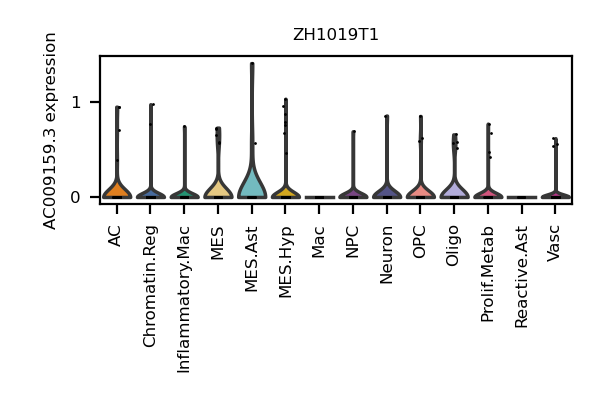 ZH1019T1
AC009159.3 expression
1
0
AC
Chromatin.Reg
Inflammatory.Mac
MES
MES.Ast
MES.Hyp
Mac
NPC
Neuron
OPC
Oligo
Prolif.Metab
Reactive.Ast
Vasc